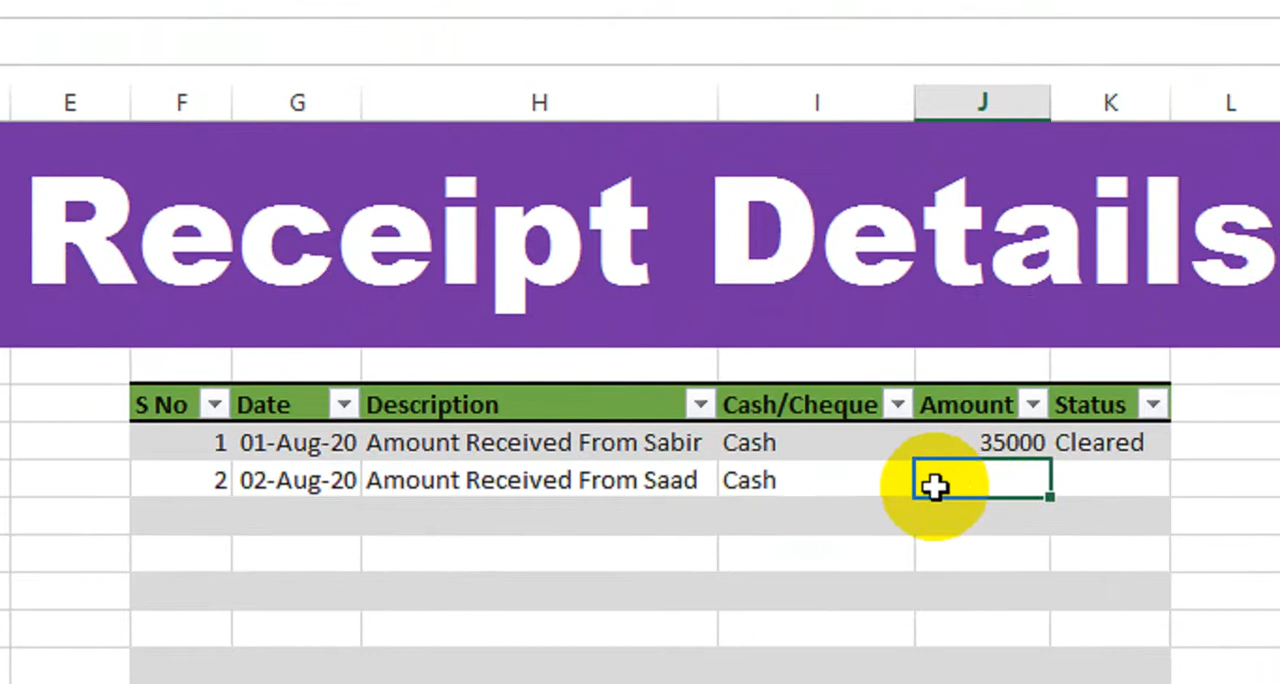 E F G H I J K L
Receipt Details
S No Date Description Cash/Cheque Amount Status
1 01-Aug-20 Amount Received From Sabir Cash 35000 Cleared
2 02-Aug-20 Amount Received From Saad Cash